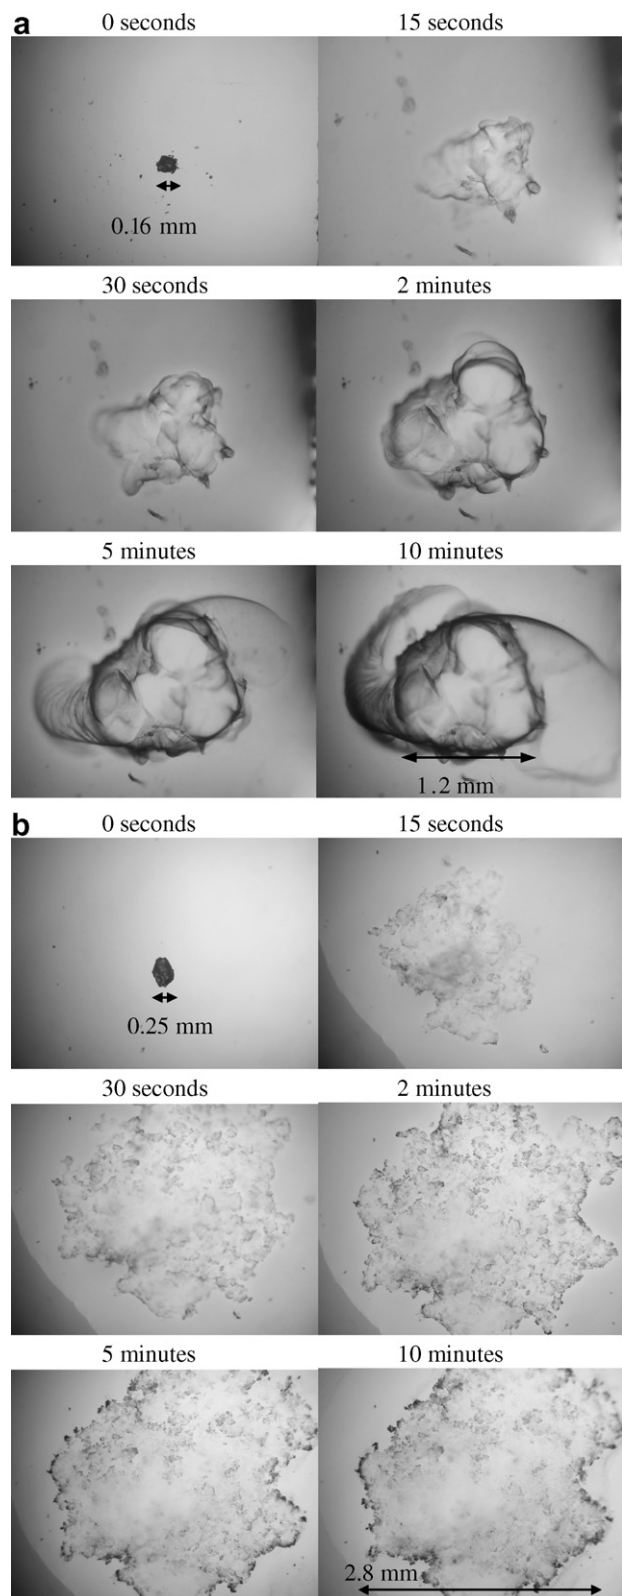 a
0 seconds 15 seconds
0.16 mm
30 seconds 2 minutes
5 minutes 10 minutes
1.2 mm
b
0 seconds 15 seconds
0.25 mm
30 seconds 2 minutes
5 minutes 10 minutes
2.8 mm